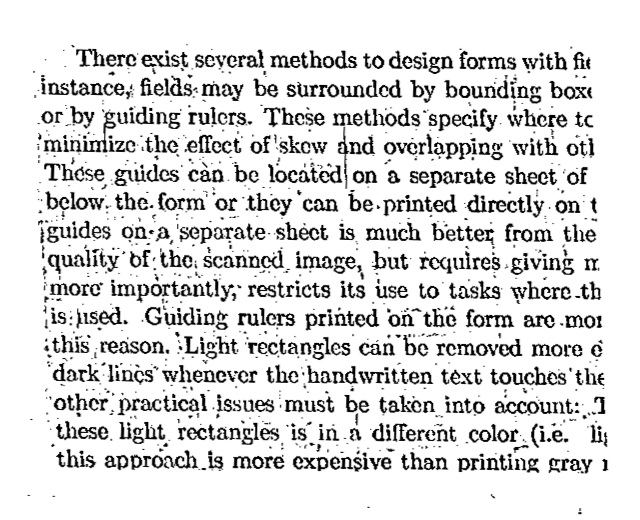 There exist several methods to design forms with fi
instance, fields may be surrounded by bounding boxe
or by guiding rulers. These methods specify where to
minimize the effect of skew and overlapping with otl
These guides can be located on a separate sheet of
below the form or they can be printed directly on t
guides on a separate sheet is much better from the
quality of the scanned image, but requires giving m
more importantly, restricts its use to tasks where th
is used. Guiding rulers printed on the form are mor
this reason. Light rectangles can be removed more e
dark lines whenever the handwritten text touches the
other practical issues must be taken into account: T
these light rectangles is in a different color (i.e. lig
this approach is more expensive than printing gray r